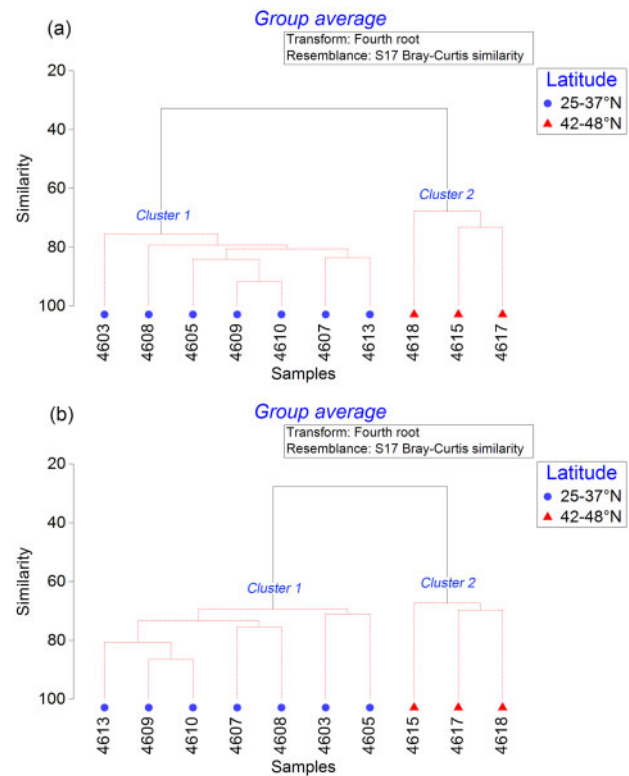 (a)
Group average
Transform: Fourth root
Resemblance: S17 Bray-Curtis similarity
Latitude
25-37°N
42-48°N
20
40
60
80
100
Similarity
Cluster 1
Cluster 2
4603
4608
4605
4609
4610
4607
4613
4618
4615
4617
Samples
(b)
Group average
Transform: Fourth root
Resemblance: S17 Bray-Curtis similarity
Latitude
25-37°N
42-48°N
20
40
60
80
100
Similarity
Cluster 1
Cluster 2
4613
4609
4610
4607
4608
4603
4605
4615
4617
4618
Samples